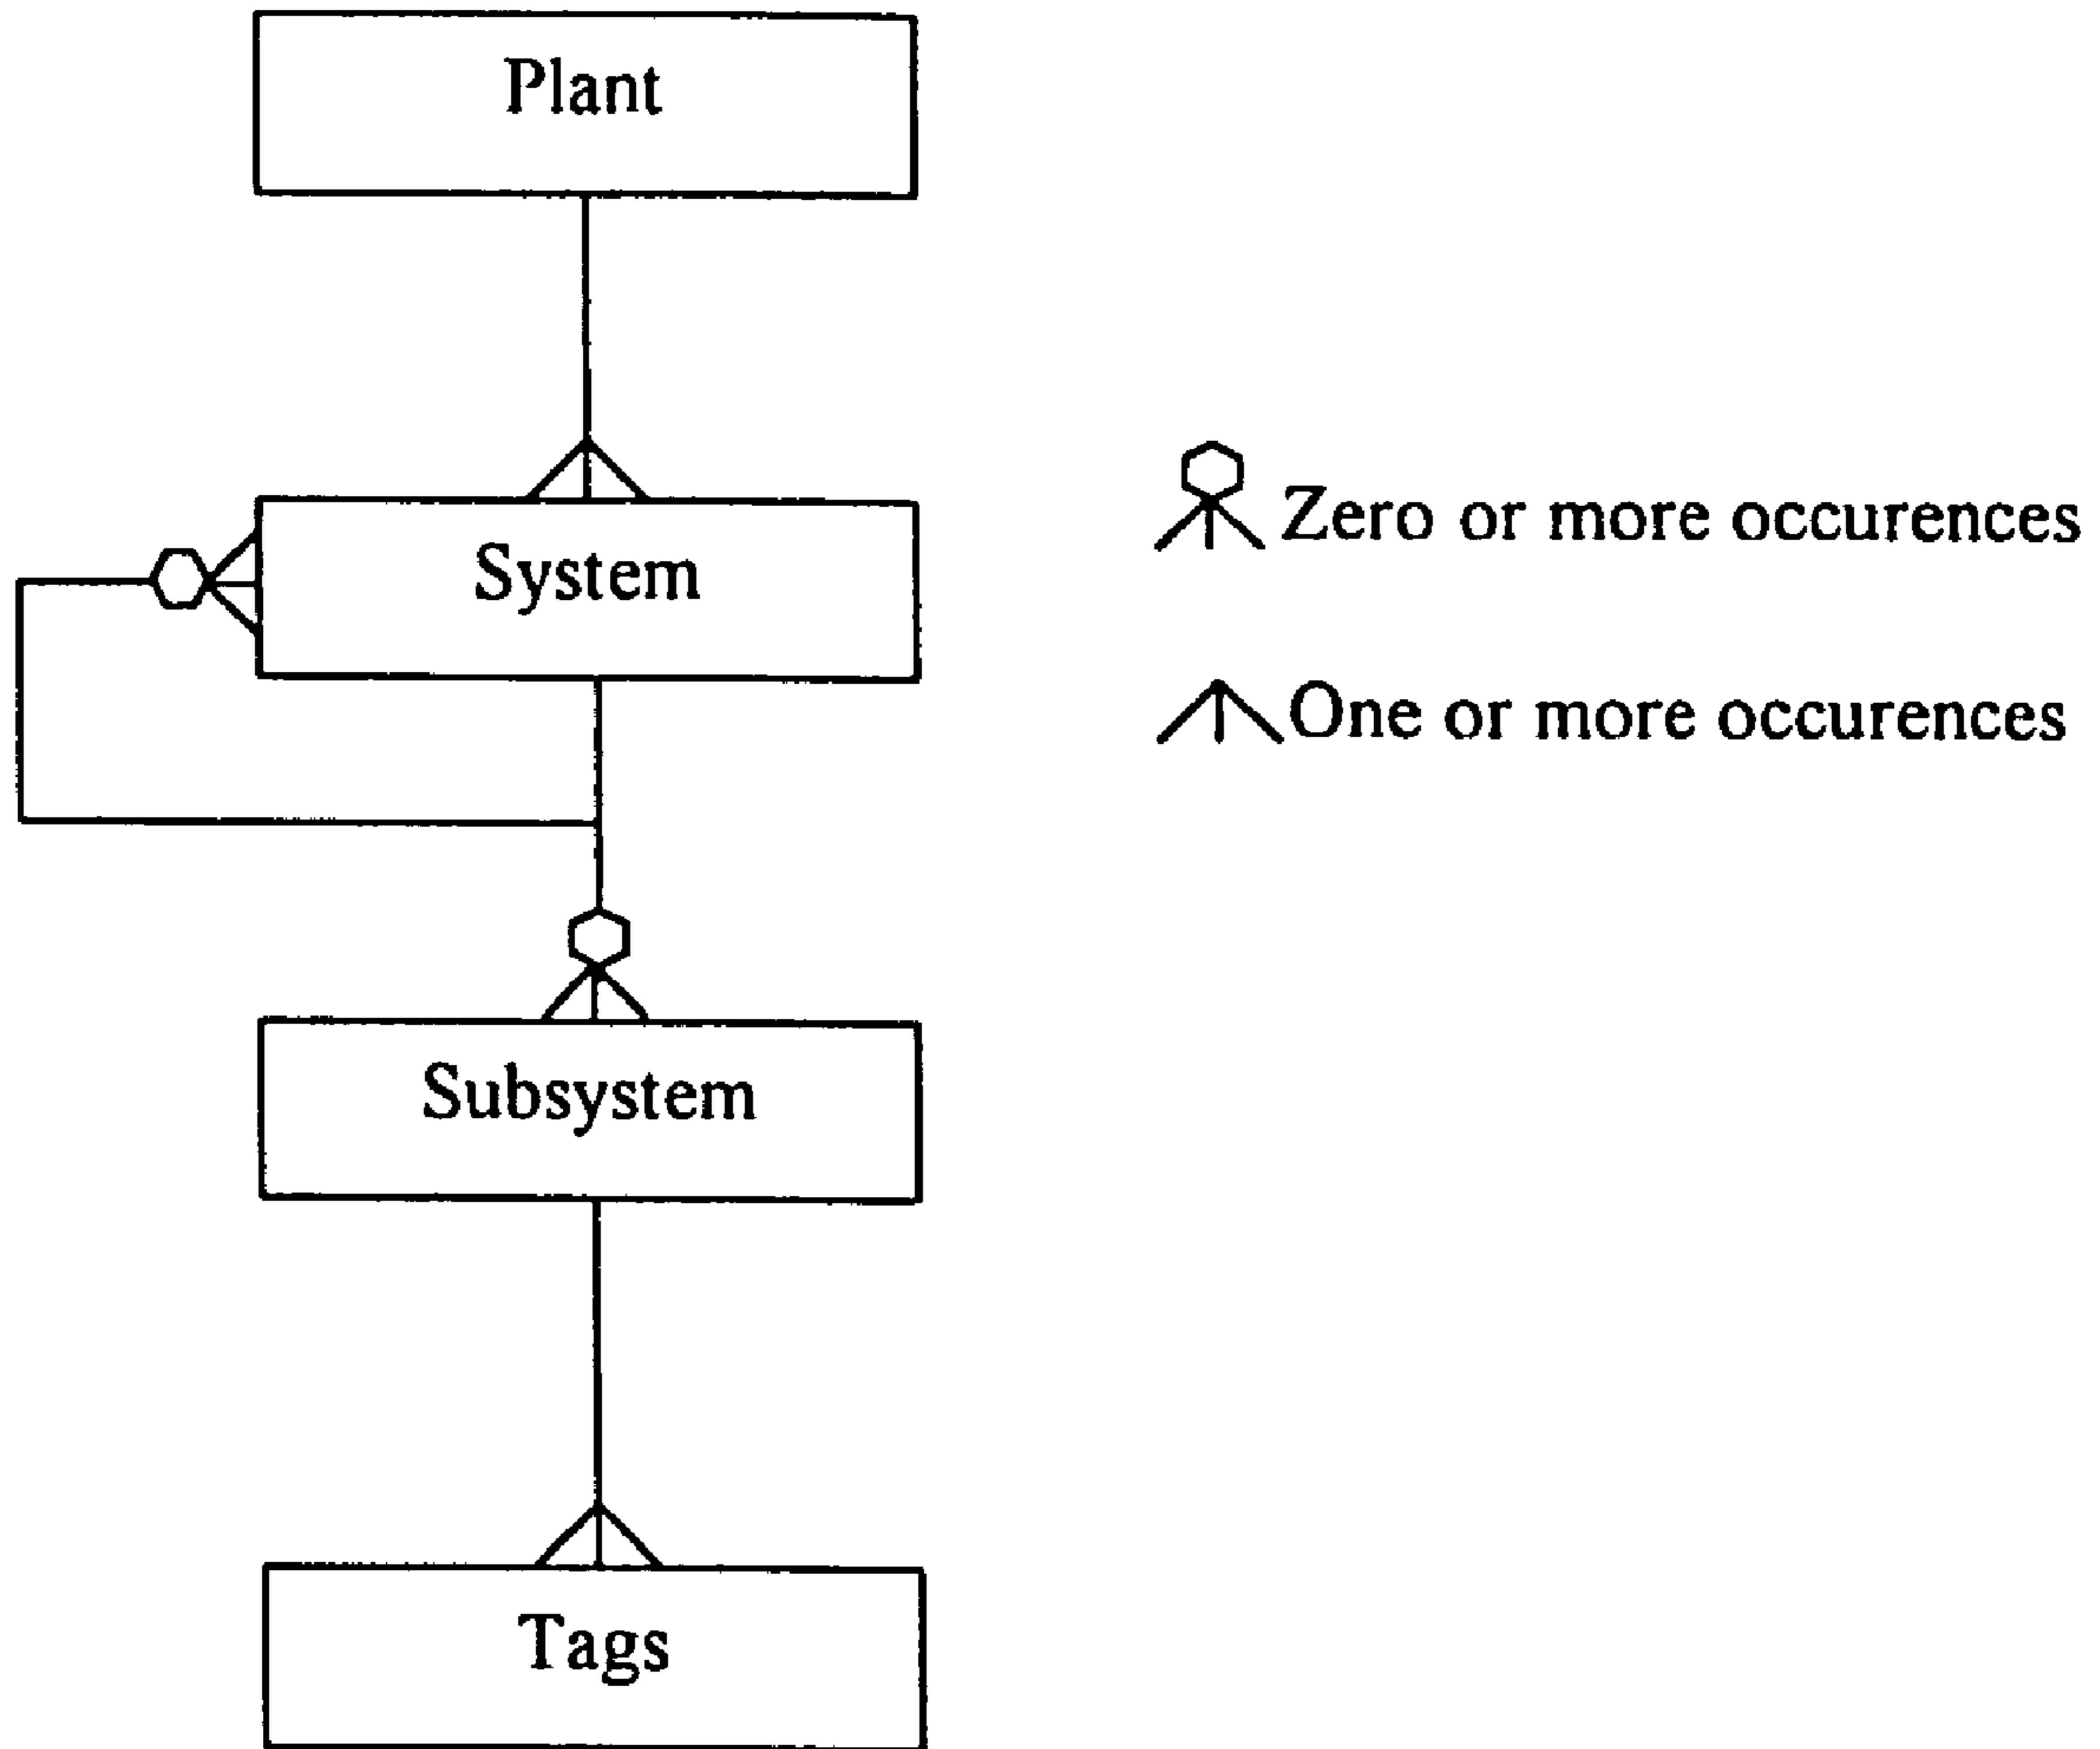 Plant
System
Zero or more occurences
One or more occurences
Subsystem
Tags